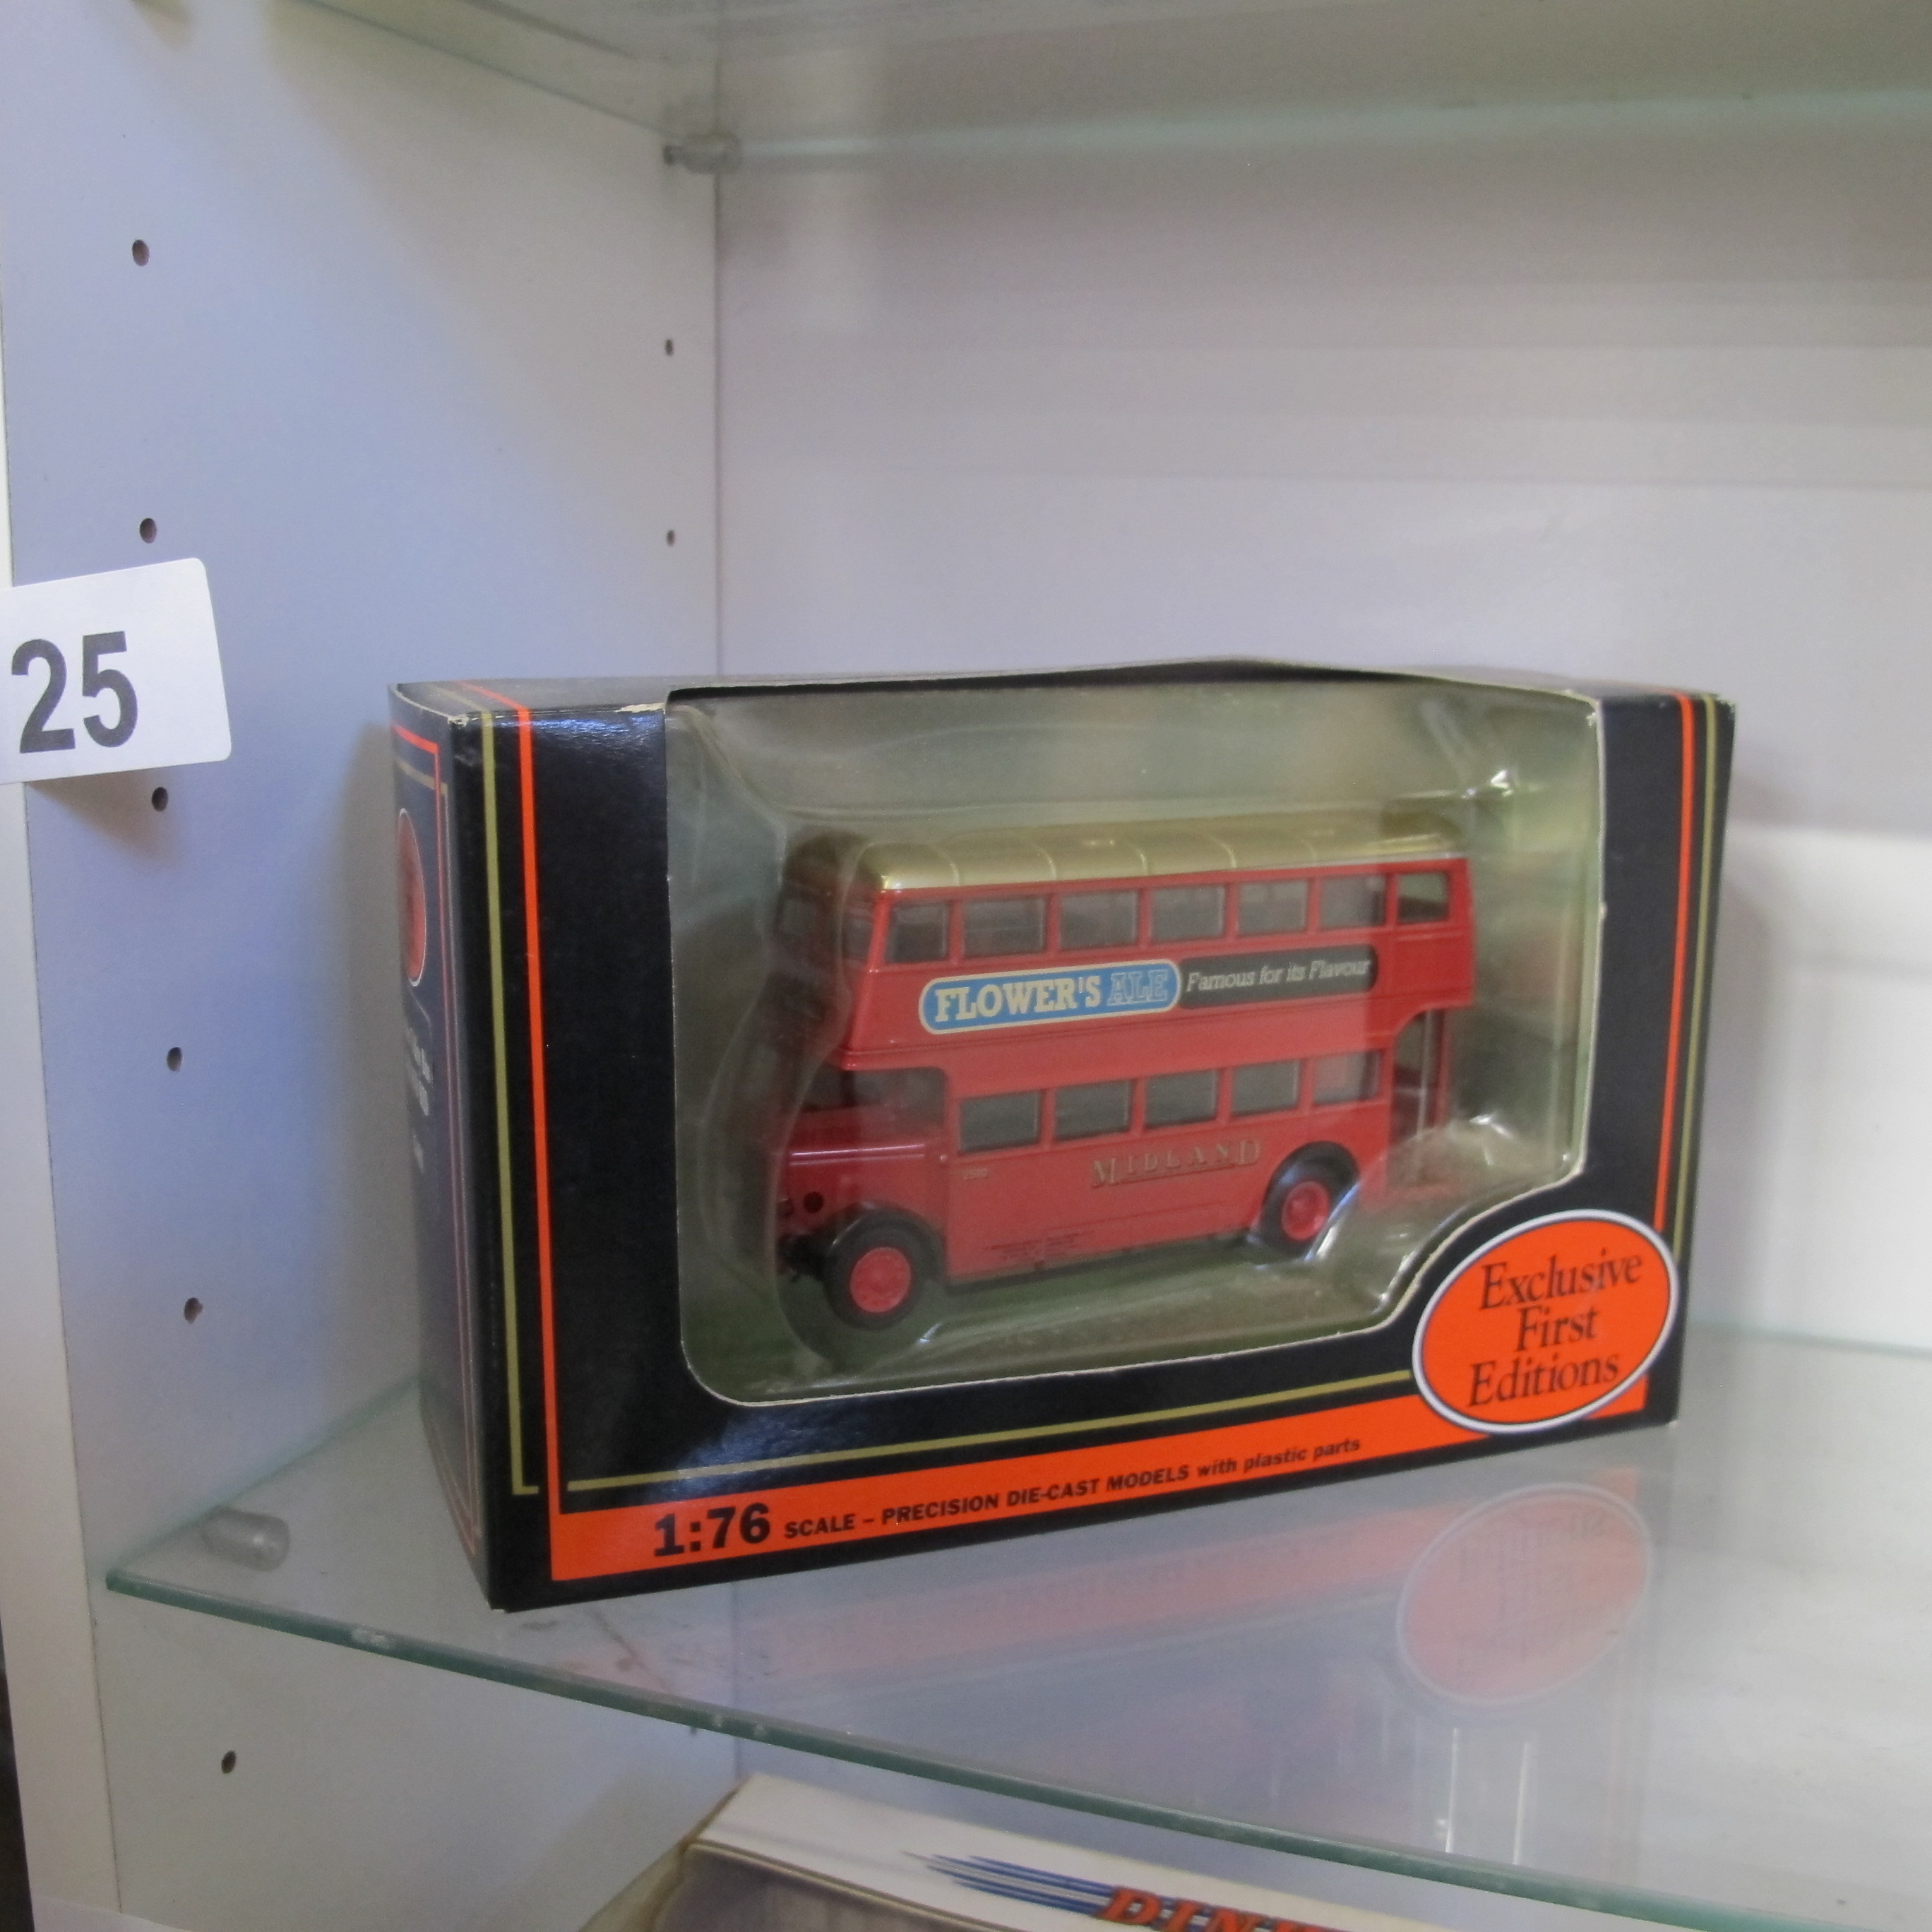 25
FLOWER'S ALE Famous for its Flavour
MIDLAND
Exclusive
First
Editions
1:76 SCALE – PRECISION DIE-CAST MODELS with plastic parts